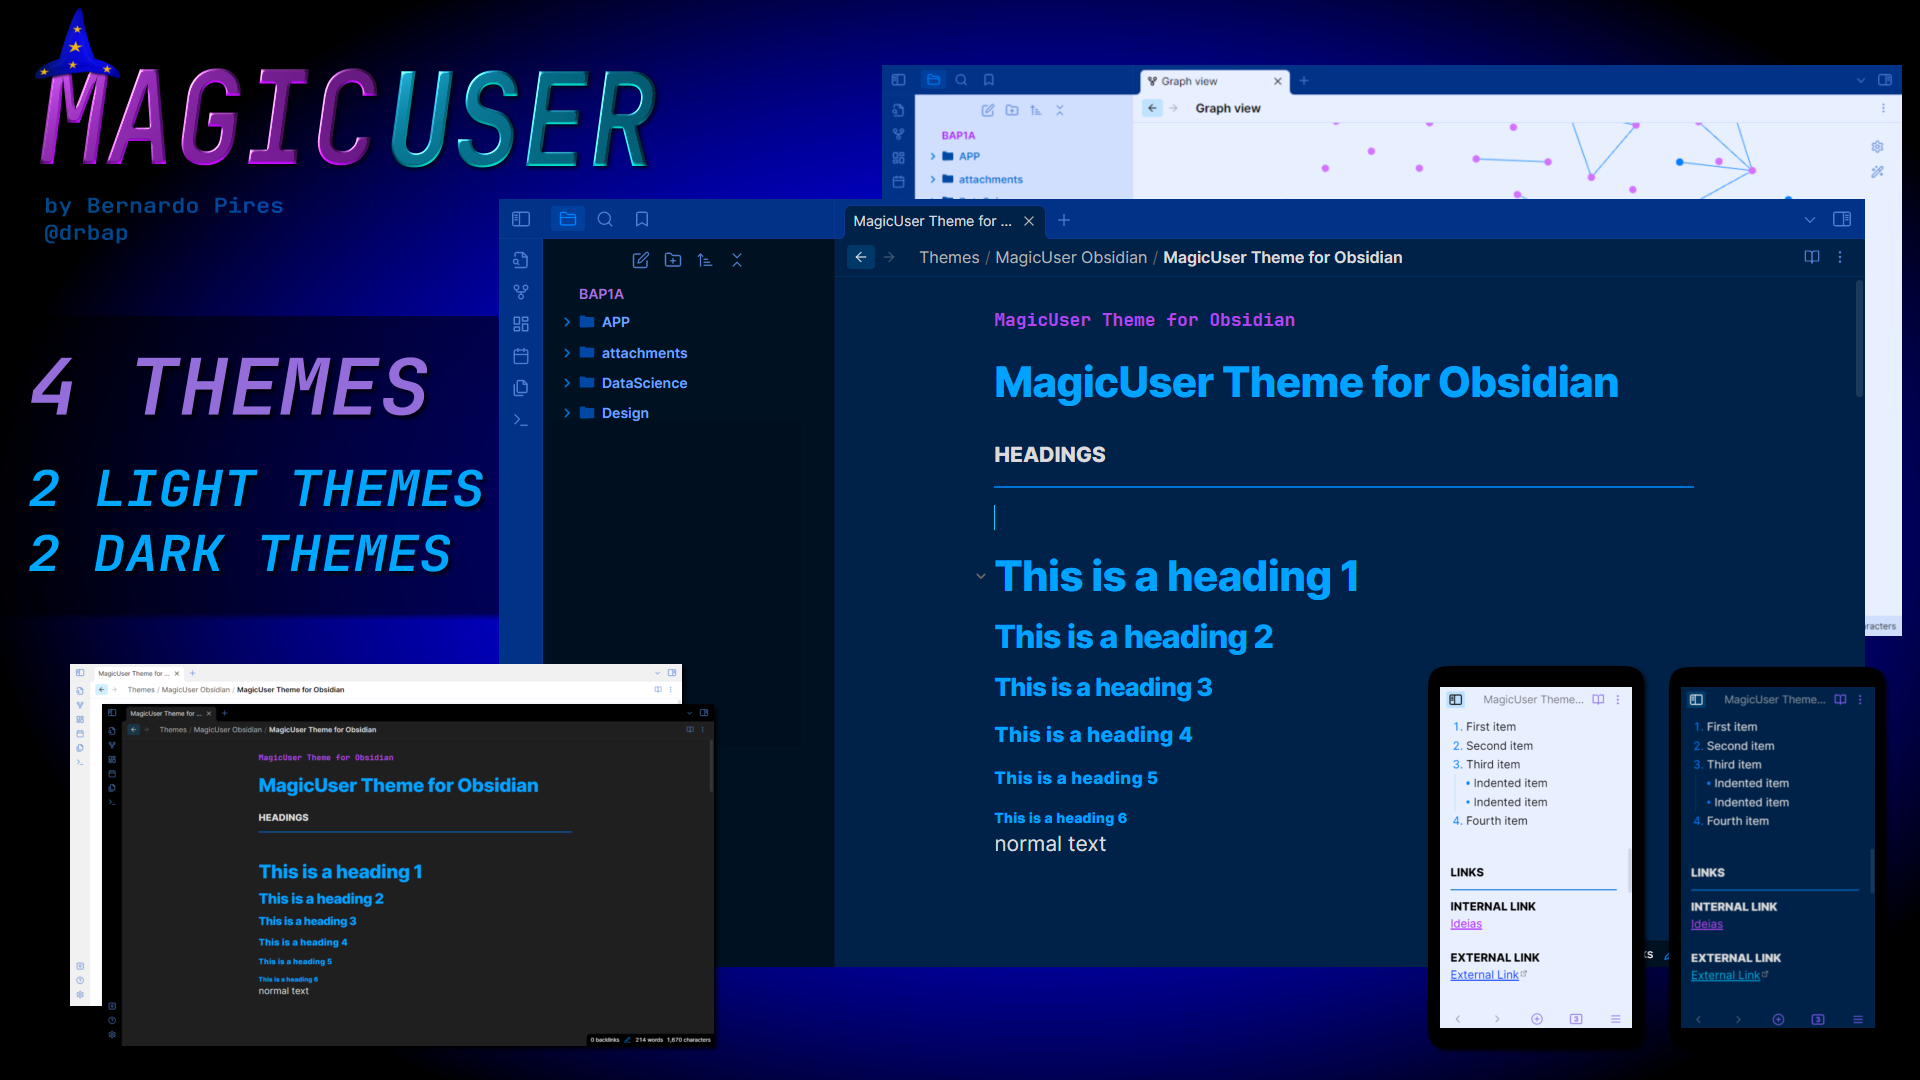 MAGICUSER
by Bernardo Pires
@drbap
4 THEMES
2 LIGHT THEMES
2 DARK THEMES
Graph view
Graph view
BAP1A
APP
attachments
MagicUser Theme for ...
Themes / MagicUser Obsidian / MagicUser Theme for Obsidian
BAP1A
APP
attachments
DataScience
Design
MagicUser Theme for Obsidian
MagicUser Theme for Obsidian
HEADINGS
This is a heading 1
This is a heading 2
This is a heading 3
This is a heading 4
This is a heading 5
This is a heading 6
normal text
MagicUser Theme for ...
Themes / MagicUser Obsidian / MagicUser Theme for Obsidian
MagicUser Theme for ...
Themes / MagicUser Obsidian / MagicUser Theme for Obsidian
MagicUser Theme for Obsidian
MagicUser Theme for Obsidian
HEADINGS
This is a heading 1
This is a heading 2
This is a heading 3
This is a heading 4
This is a heading 5
This is a heading 6
normal text
0 backlinks 214 words 1,670 characters
MagicUser Theme...
1. First item
2. Second item
3. Third item
• Indented item
• Indented item
4. Fourth item
LINKS
INTERNAL LINK
Ideias
EXTERNAL LINK
External Link
3
MagicUser Theme...
1. First item
2. Second item
3. Third item
• Indented item
• Indented item
4. Fourth item
LINKS
INTERNAL LINK
Ideias
EXTERNAL LINK
External Link
3